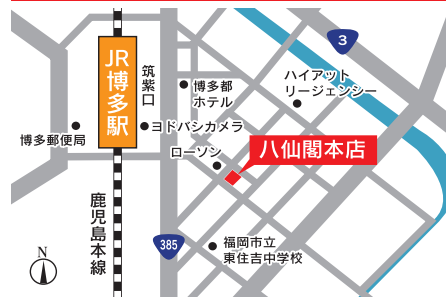 3
JR博多駅
筑紫口
博多都
ホテル
ハイアット
リージェンシー
博多郵便局
ヨドバシカメラ
ローソン
八仙閣本店
鹿児島本線
385
福岡市立
東住吉中学校
N